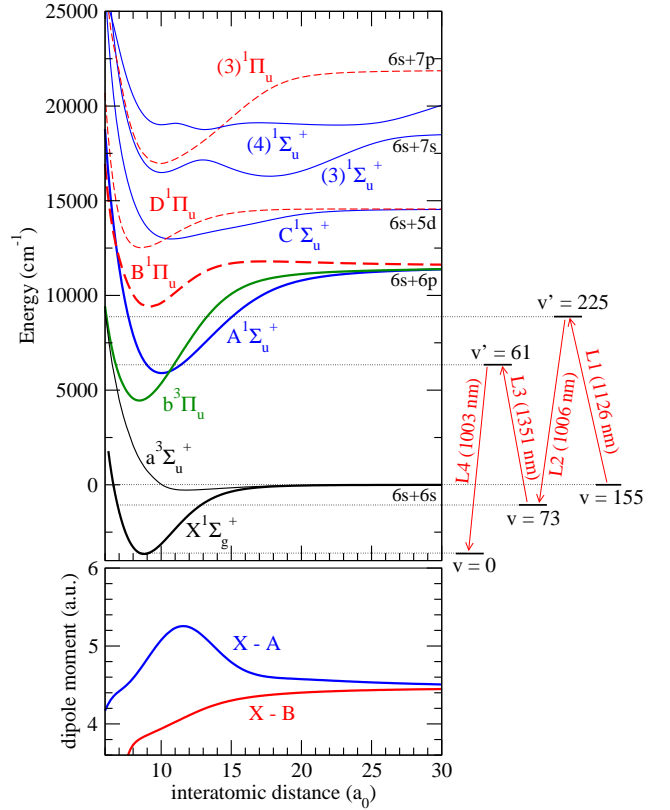 25000
20000
15000
10000
5000
0
Energy (cm⁻¹)
(3)¹Πᵤ
6s+7p
(4)¹Σᵤ⁺
6s+7s
(3)¹Σᵤ⁺
D¹Πᵤ
6s+5d
C¹Σᵤ⁺
B¹Πᵤ
6s+6p
A¹Σᵤ⁺
b³Πᵤ
a³Σᵤ⁺
6s+6s
X¹Σg⁺
v' = 225
v' = 61
L4 (1003 nm)
L3 (1351 nm)
L2 (1006 nm)
L1 (1126 nm)
v = 155
v = 73
v = 0
6
5
4
dipole moment (a.u.)
X - A
X - B
10 15 20 25 30
interatomic distance (a₀)